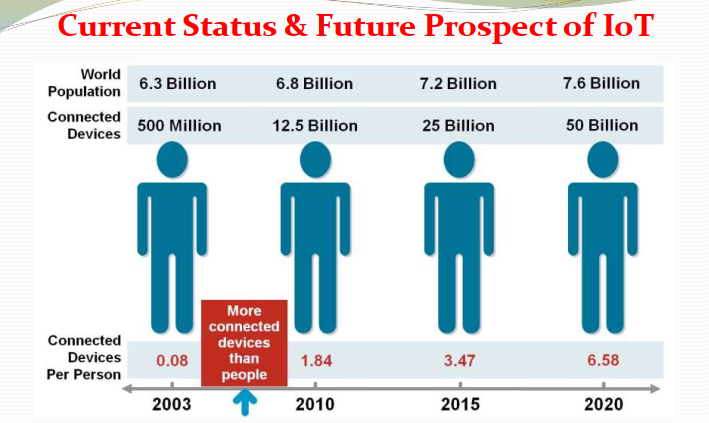 Current Status & Future Prospect of IoT
World
Population
6.3 Billion 6.8 Billion 7.2 Billion 7.6 Billion
Connected
Devices
500 Million 12.5 Billion 25 Billion 50 Billion
More
connected
devices
than
people
Connected
Devices
Per Person
0.08 1.84 3.47 6.58
2003 2010 2015 2020